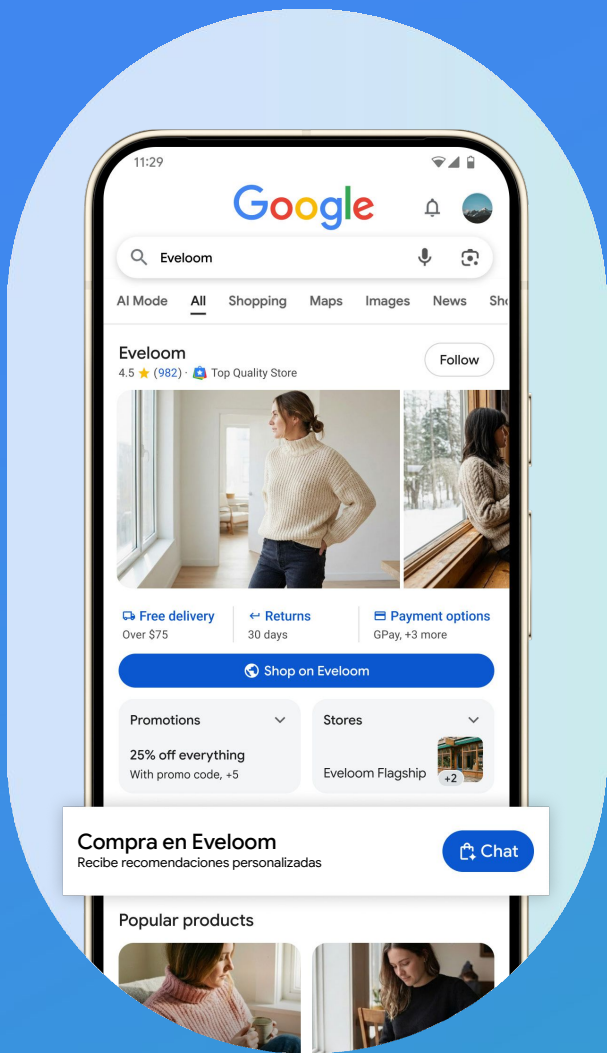 11:29
Google
Eveloom
AI Mode All Shopping Maps Images News Sho
Eveloom
Follow
4.5 (982) · Top Quality Store
Free delivery Returns Payment options
Over $75 30 days GPay, +3 more
Shop on Eveloom
Promotions Stores
25% off everything
With promo code, +5
Eveloom Flagship +2
Compra en Eveloom
Recibe recomendaciones personalizadas
Chat
Popular products